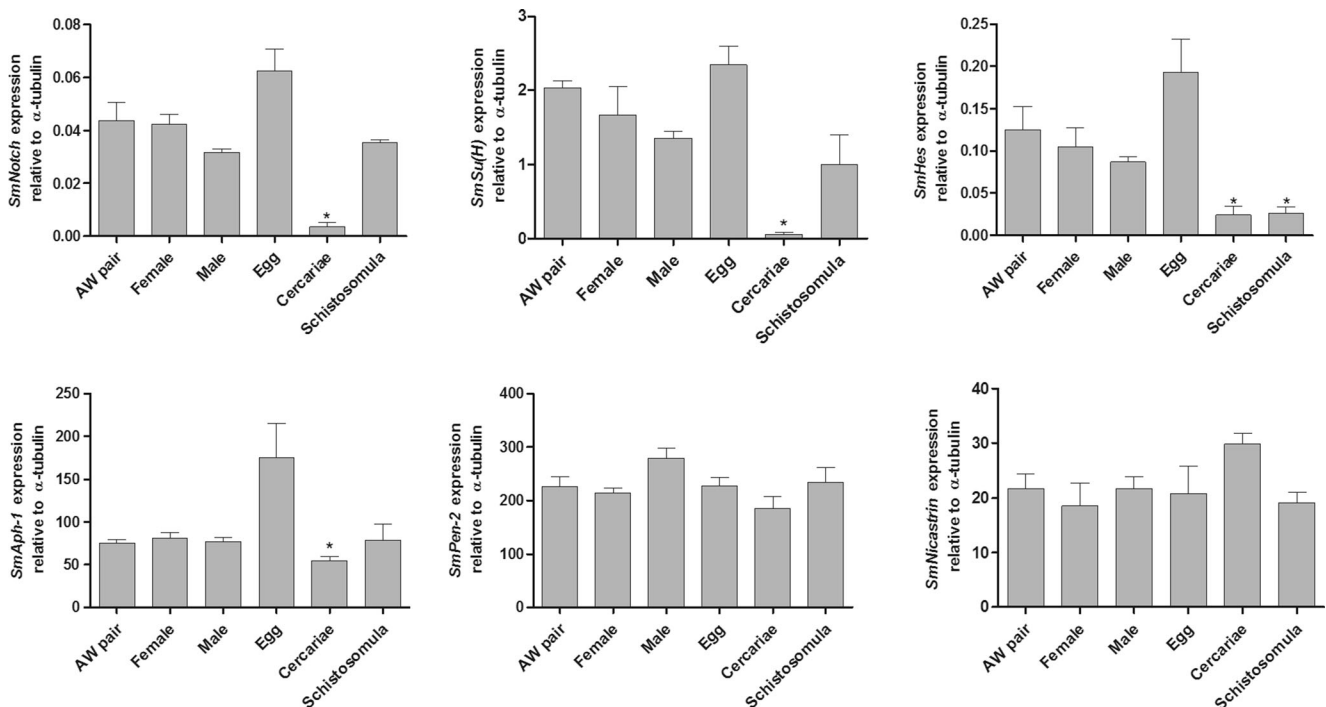 SmNotch expression
relative to α-tubulin
0.08
0.06
0.04
0.02
0.00
*
AW pair
Female
Male
Egg
Cercariae
Schistosomula
SmSu(H) expression
relative to α-tubulin
3
2
1
0
*
AW pair
Female
Male
Egg
Cercariae
Schistosomula
SmHes expression
relative to α-tubulin
0.25
0.20
0.15
0.10
0.05
0.00
*
*
AW pair
Female
Male
Egg
Cercariae
Schistosomula
SmAph-1 expression
relative to α-tubulin
250
200
150
100
50
0
*
AW pair
Female
Male
Egg
Cercariae
Schistosomula
SmPen-2 expression
relative to α-tubulin
400
300
200
100
0
AW pair
Female
Male
Egg
Cercariae
Schistosomula
SmNicastrin expression
relative to α-tubulin
40
30
20
10
0
AW pair
Female
Male
Egg
Cercariae
Schistosomula